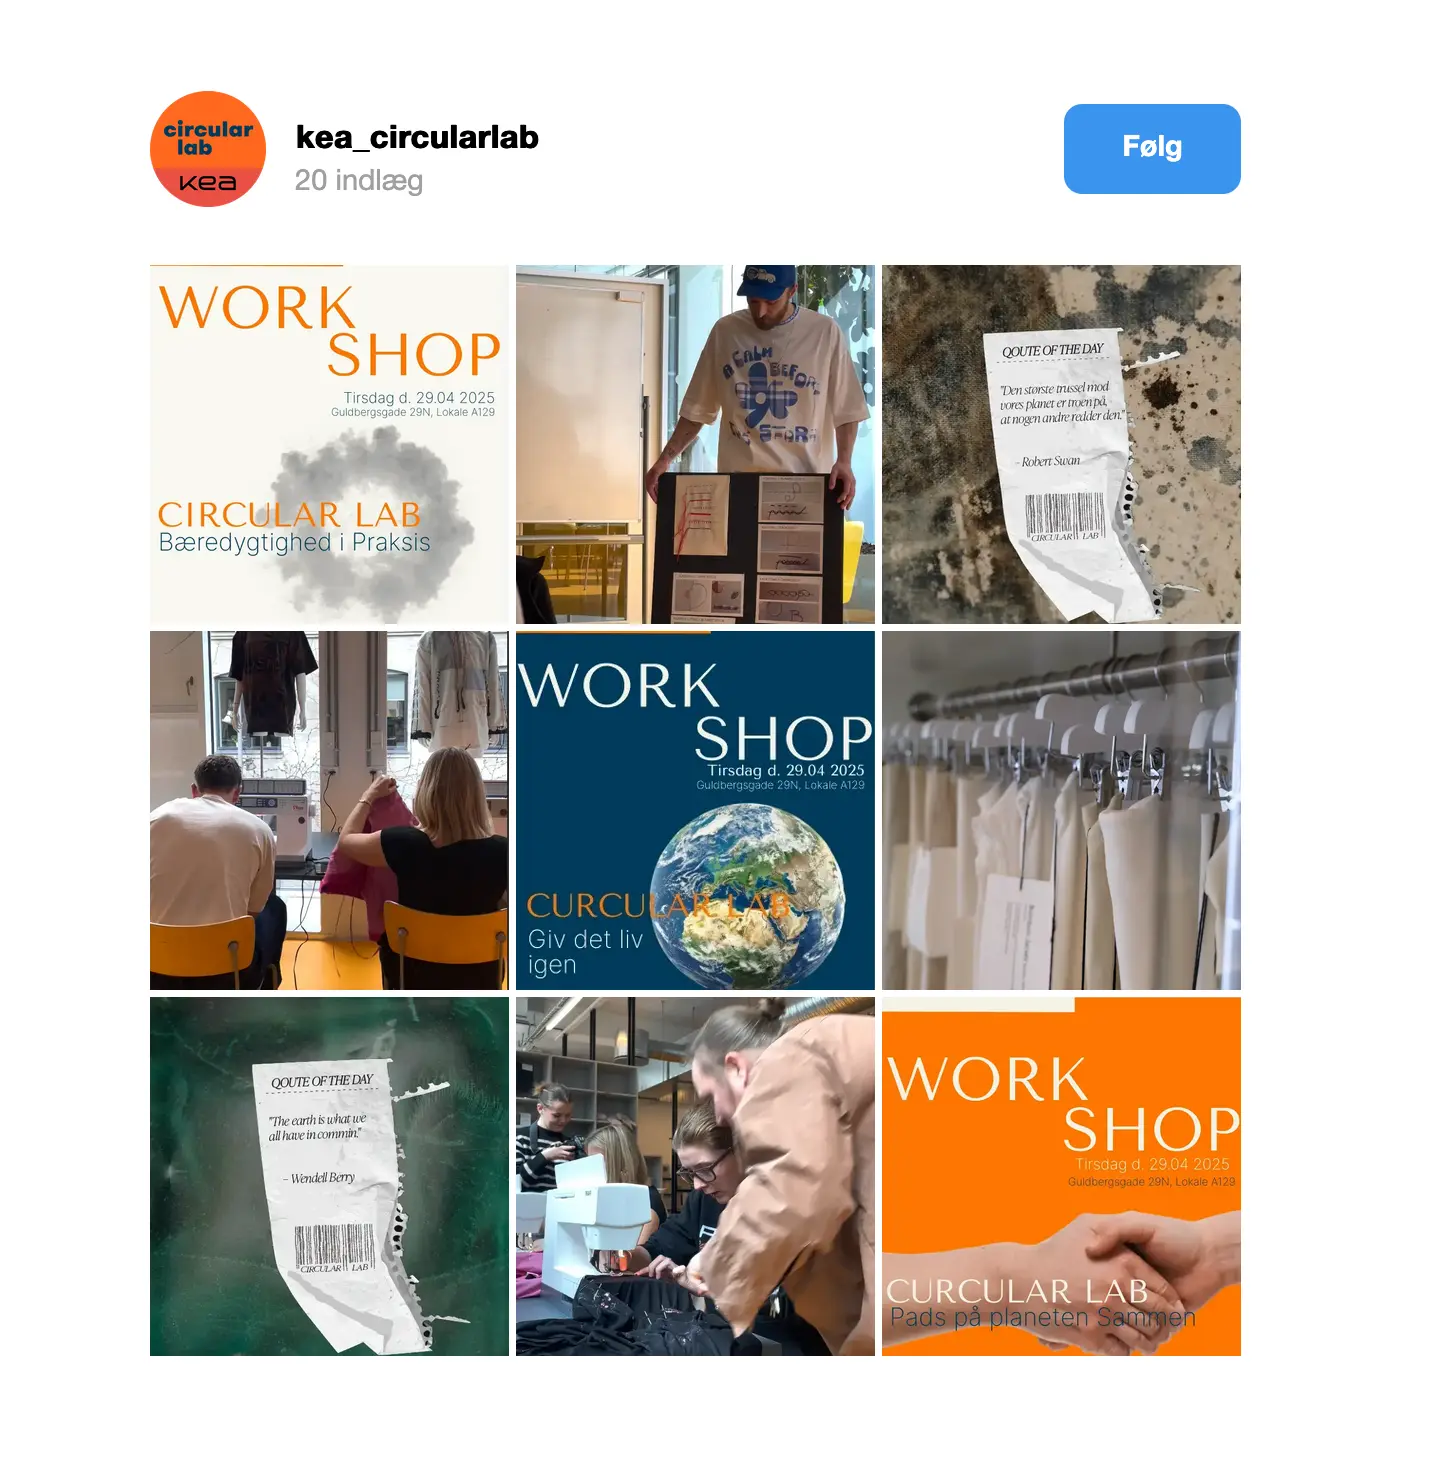 circular
lab
kea
kea_circularlab
20 indlæg
Følg
WORK
SHOP
Tirsdag d. 29.04 2025
Guldbergsgade 29N, Lokale A129
CIRCULAR LAB
Bæredygtighed i Praksis
A CALM
BEFORE
QOUTE OF THE DAY
"Den største trussel mod
vores planet er troen på,
at nogen andre redder den."
- Robert Swan
CIRCULAR LAB
WORK
SHOP
Tirsdag d. 29.04 2025
Guldbergsgade 29N, Lokale A129
CURCULAR LAB
Giv det liv
igen
QOUTE OF THE DAY
"The earth is what we
all have in commin."
- Wendell Berry
CIRCULAR LAB
WORK
SHOP
Tirsdag d. 29.04 2025
Guldbergsgade 29N, Lokale A129
CURCULAR LAB
Pads på planeten Sammen